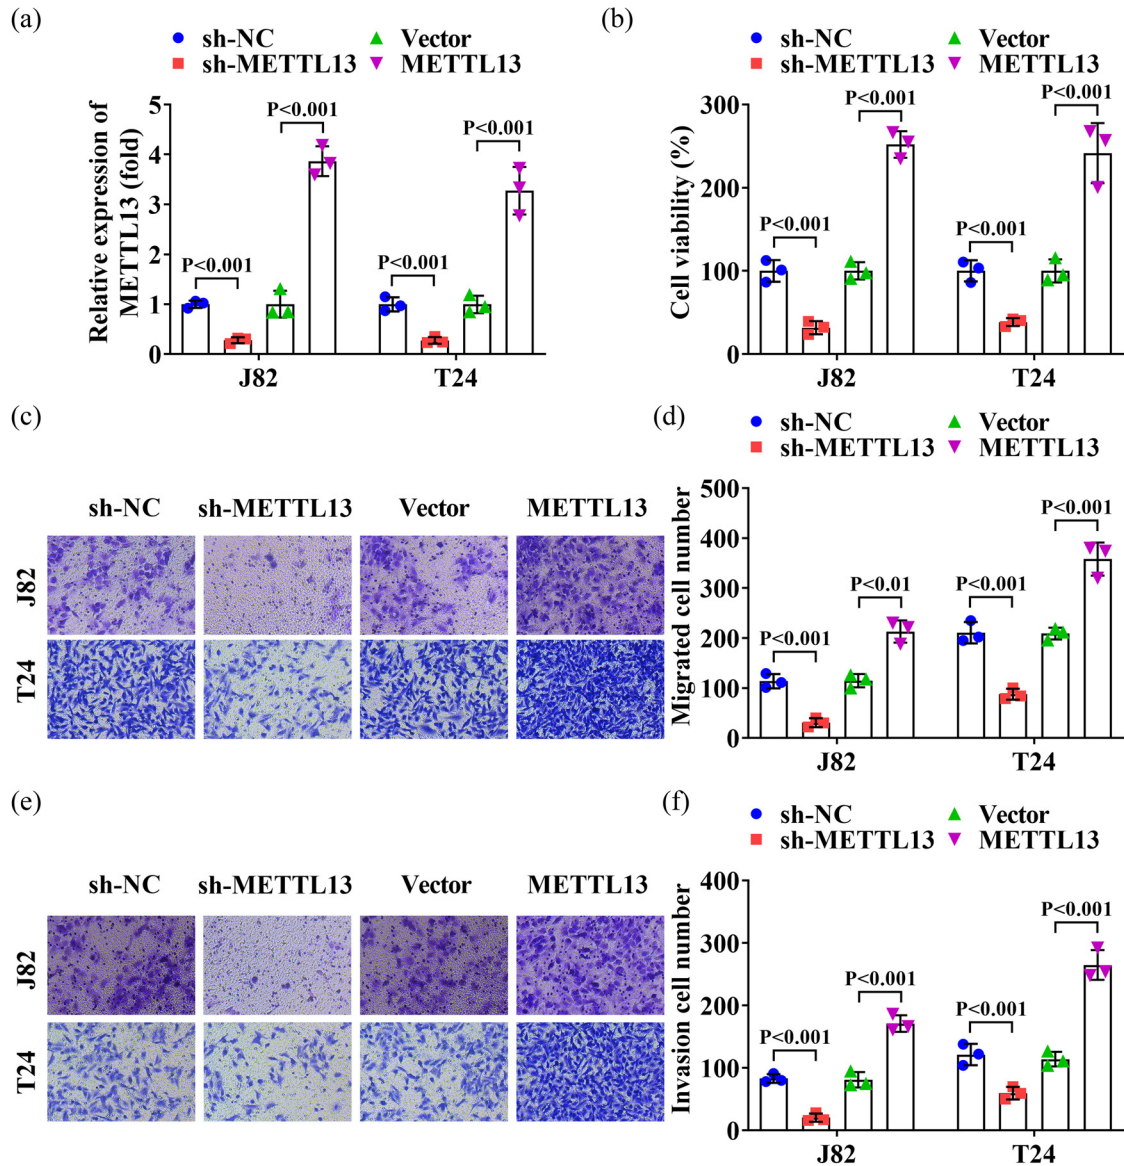 (a)
sh-NC
Vector
sh-METTL13
METTL13
Relative expression of
METTL13 (fold)
5
4
3
2
1
0
P<0.001
P<0.001
P<0.001
P<0.001
J82
T24
(b)
sh-NC
Vector
sh-METTL13
METTL13
Cell viability (%)
300
200
100
0
P<0.001
P<0.001
P<0.001
P<0.001
J82
T24
(c)
sh-NC
sh-METTL13
Vector
METTL13
J82
T24
(d)
sh-NC
Vector
sh-METTL13
METTL13
Migrated cell number
500
400
300
200
100
0
P<0.001
P<0.01
P<0.001
P<0.001
J82
T24
(e)
sh-NC
sh-METTL13
Vector
METTL13
J82
T24
(f)
sh-NC
Vector
sh-METTL13
METTL13
Invasion cell number
400
300
200
100
0
P<0.001
P<0.001
P<0.001
P<0.001
J82
T24